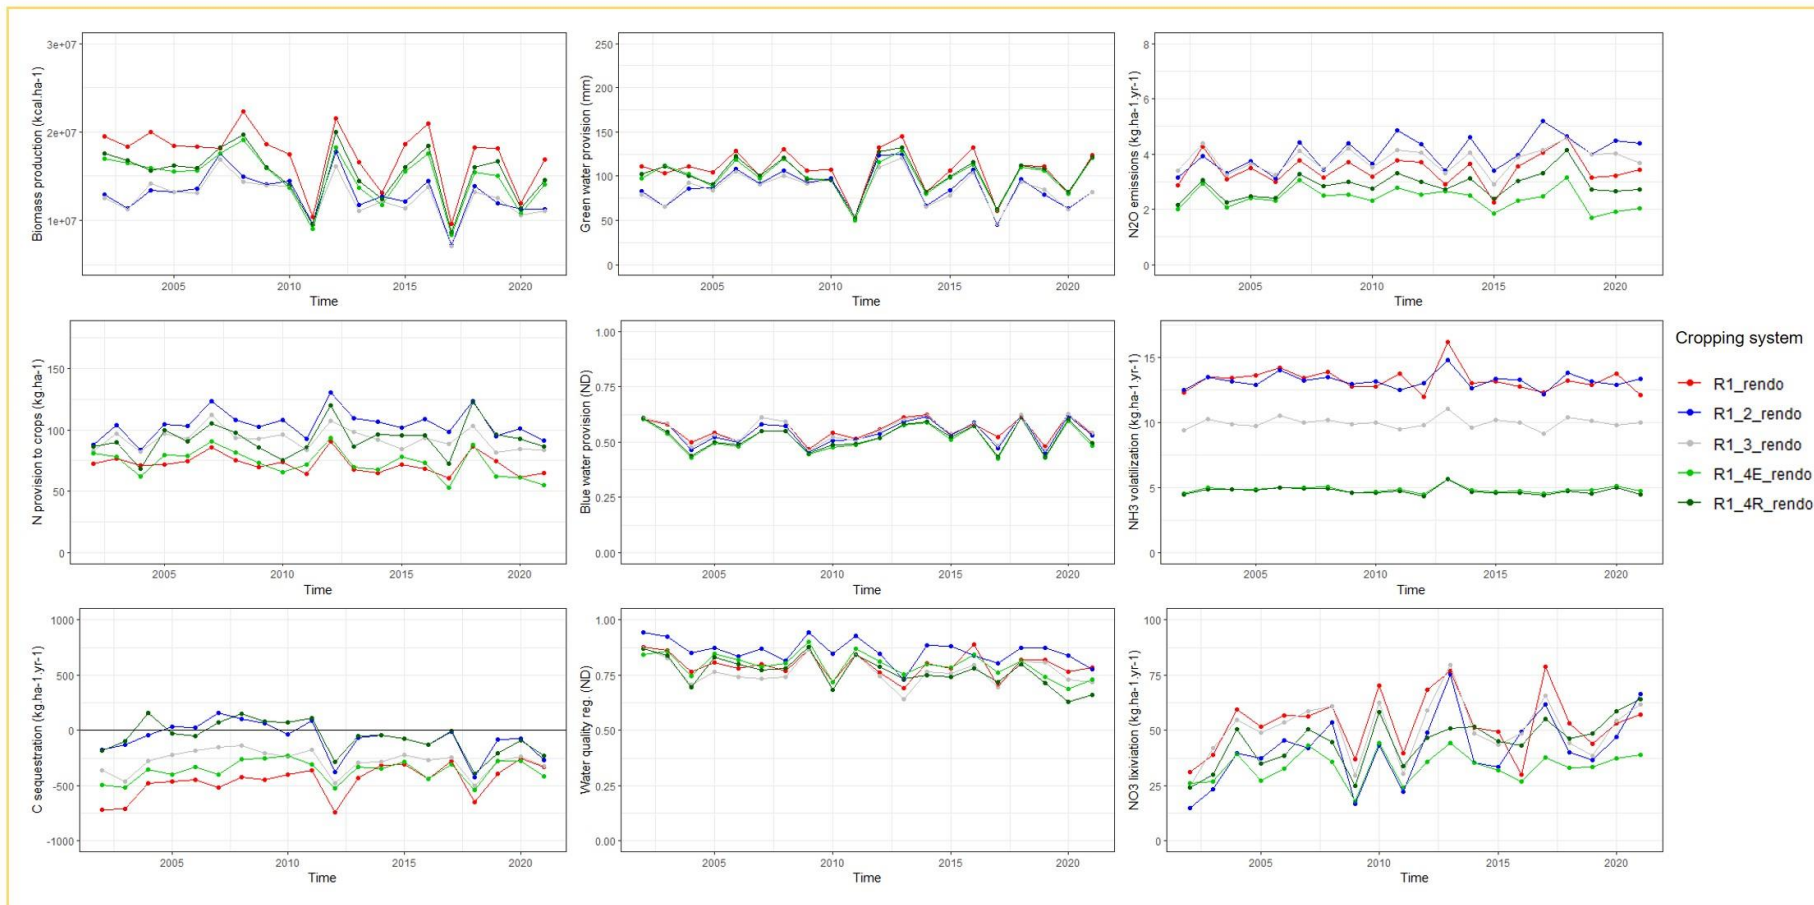 Biomass production (kcal.ha-1)
3e+07
2e+07
1e+07
2005 2010 2015 2020
Time
Green water provision (mm)
250
200
150
100
50
0
2005 2010 2015 2020
Time
N2O emissions (kg.ha-1.yr-1)
8
6
4
2
0
2005 2010 2015 2020
Time
N provision to crops (kg.ha-1)
150
100
50
0
2005 2010 2015 2020
Time
Blue water provision (ND)
1.00
0.75
0.50
0.25
0.00
2005 2010 2015 2020
Time
NH3 volatilization (kg.ha-1.yr-1)
15
10
5
0
2005 2010 2015 2020
Time
Cropping system
R1_rendo
R1_2_rendo
R1_3_rendo
R1_4E_rendo
R1_4R_rendo
C sequestration (kg.ha-1.yr-1)
1000
500
0
-500
-1000
2005 2010 2015 2020
Time
Water quality reg. (ND)
1.00
0.75
0.50
0.25
0.00
2005 2010 2015 2020
Time
NO3 lixiviation (kg.ha-1.yr-1)
100
75
50
25
0
2005 2010 2015 2020
Time